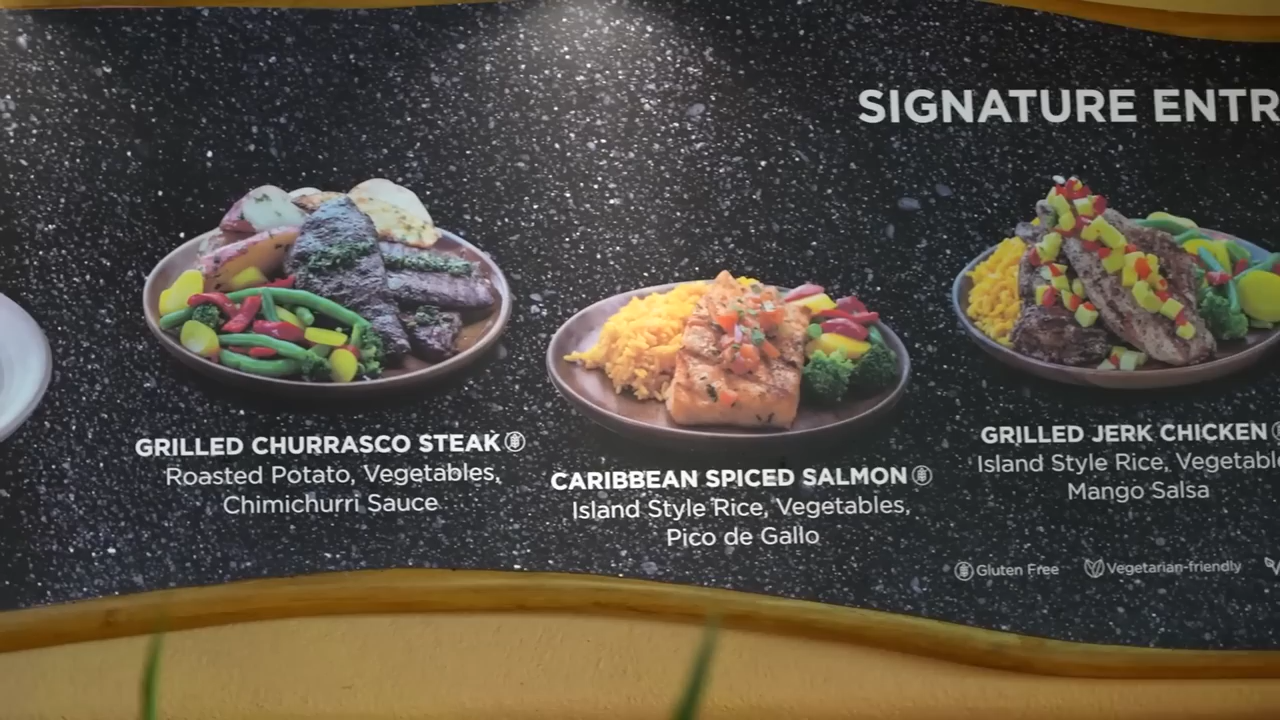 SIGNATURE ENTR
GRILLED CHURRASCO STEAK
Roasted Potato, Vegetables,
Chimichurri Sauce
CARIBBEAN SPICED SALMON
Island Style Rice, Vegetables,
Pico de Gallo
GRILLED JERK CHICKEN
Island Style Rice, Vegetabl
Mango Salsa
Gluten Free
Vegetarian-friendly